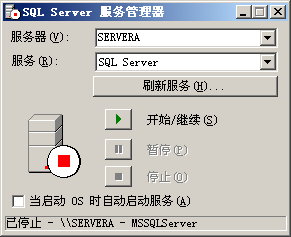 SQL Server 服务管理器
服务器(V): SERVERA
服务(R): SQL Server
刷新服务(H)...
开始/继续(S)
暂停(P)
停止(O)
当启动 OS 时自动启动服务(A)
已停止 - \\SERVERA - MSSQLServer